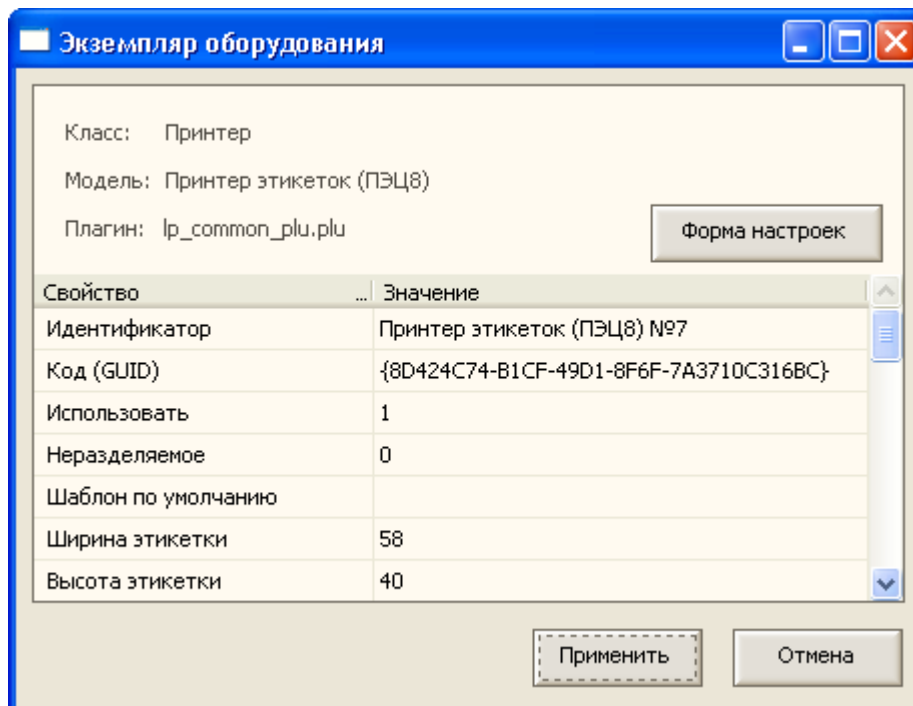 Экземпляр оборудования
Класс: Принтер
Модель: Принтер этикеток (ПЭЦ8)
Плагин: lp_common_plu.plu
Форма настроек
Свойство ... Значение
Идентификатор Принтер этикеток (ПЭЦ8) №7
Код (GUID) {8D424C74-B1CF-49D1-8F6F-7A3710C316BC}
Использовать 1
Неразделяемое 0
Шаблон по умолчанию
Ширина этикетки 58
Высота этикетки 40
Применить Отмена